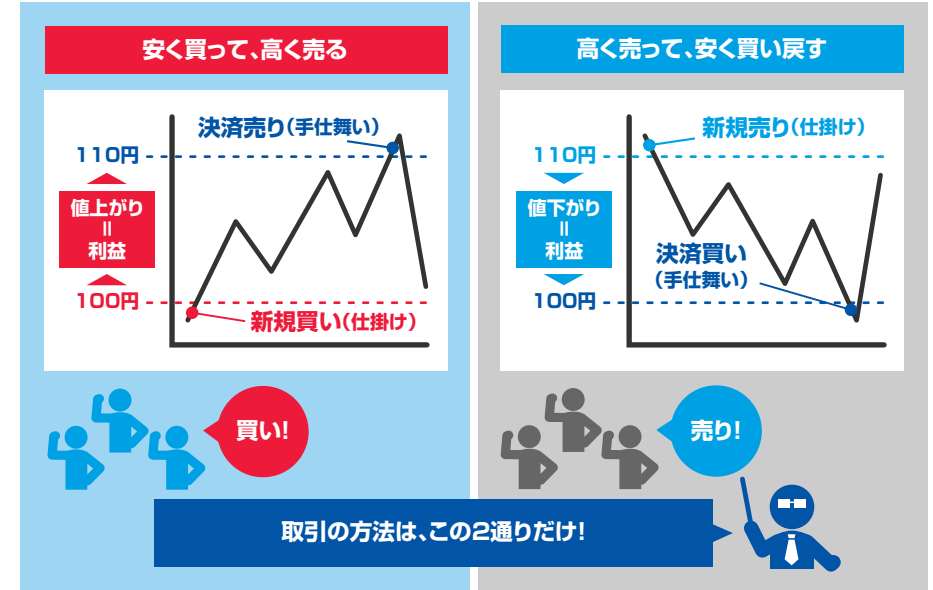 安く買って、高く売る
決済売り(手仕舞い)
110円
値上がり
=
利益
100円
新規買い(仕掛け)
買い!
高く売って、安く買い戻す
新規売り(仕掛け)
110円
値下がり
=
利益
決済買い
(手仕舞い)
100円
売り!
取引の方法は、この2通りだけ!